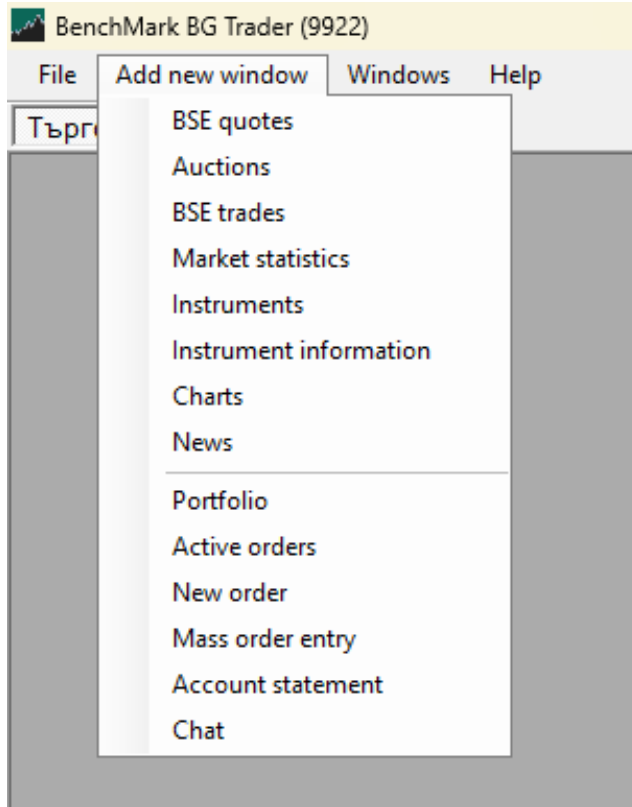 BenchMark BG Trader (9922)
File Add new window Windows Help
BSE quotes
Auctions
BSE trades
Market statistics
Instruments
Instrument information
Charts
News
Portfolio
Active orders
New order
Mass order entry
Account statement
Chat